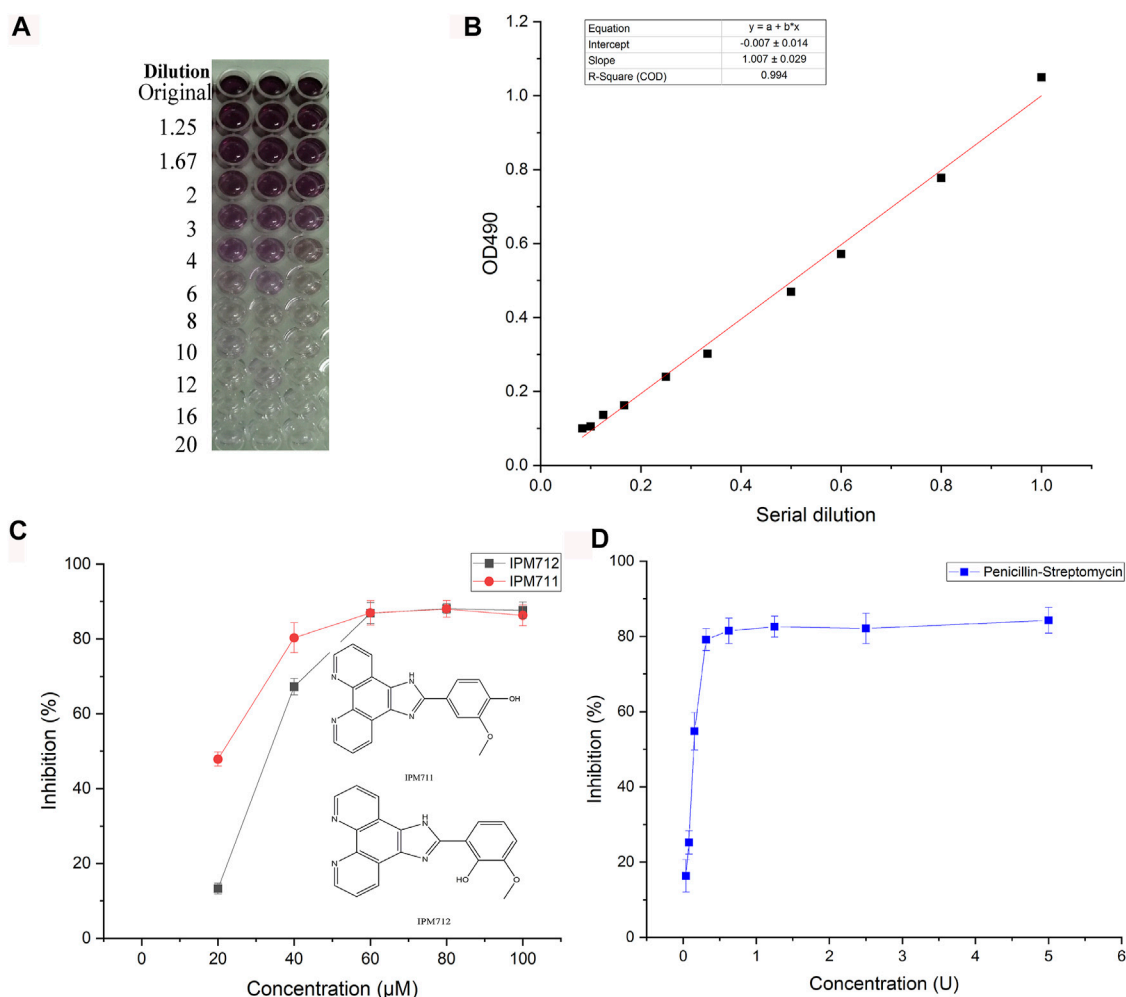 A
Dilution
Original
1.25
1.67
2
3
4
6
8
10
12
16
20
B
Equation y = a + b*x
Intercept -0.007 ± 0.014
Slope 1.007 ± 0.029
R-Square (COD) 0.994
1.2
1.0
0.8
0.6
0.4
0.2
0.0
OD490
0.0 0.2 0.4 0.6 0.8 1.0
Serial dilution
C
IPM712
IPM711
100
80
60
40
20
0
Inhibition (%)
H
N
N
N
N
OH
O
IPM711
H
N
N
N
N
HO
O
IPM712
0 20 40 60 80 100
Concentration (µM)
D
Penicillin-Streptomycin
100
80
60
40
20
0
Inhibition (%)
0 1 2 3 4 5 6
Concentration (U)